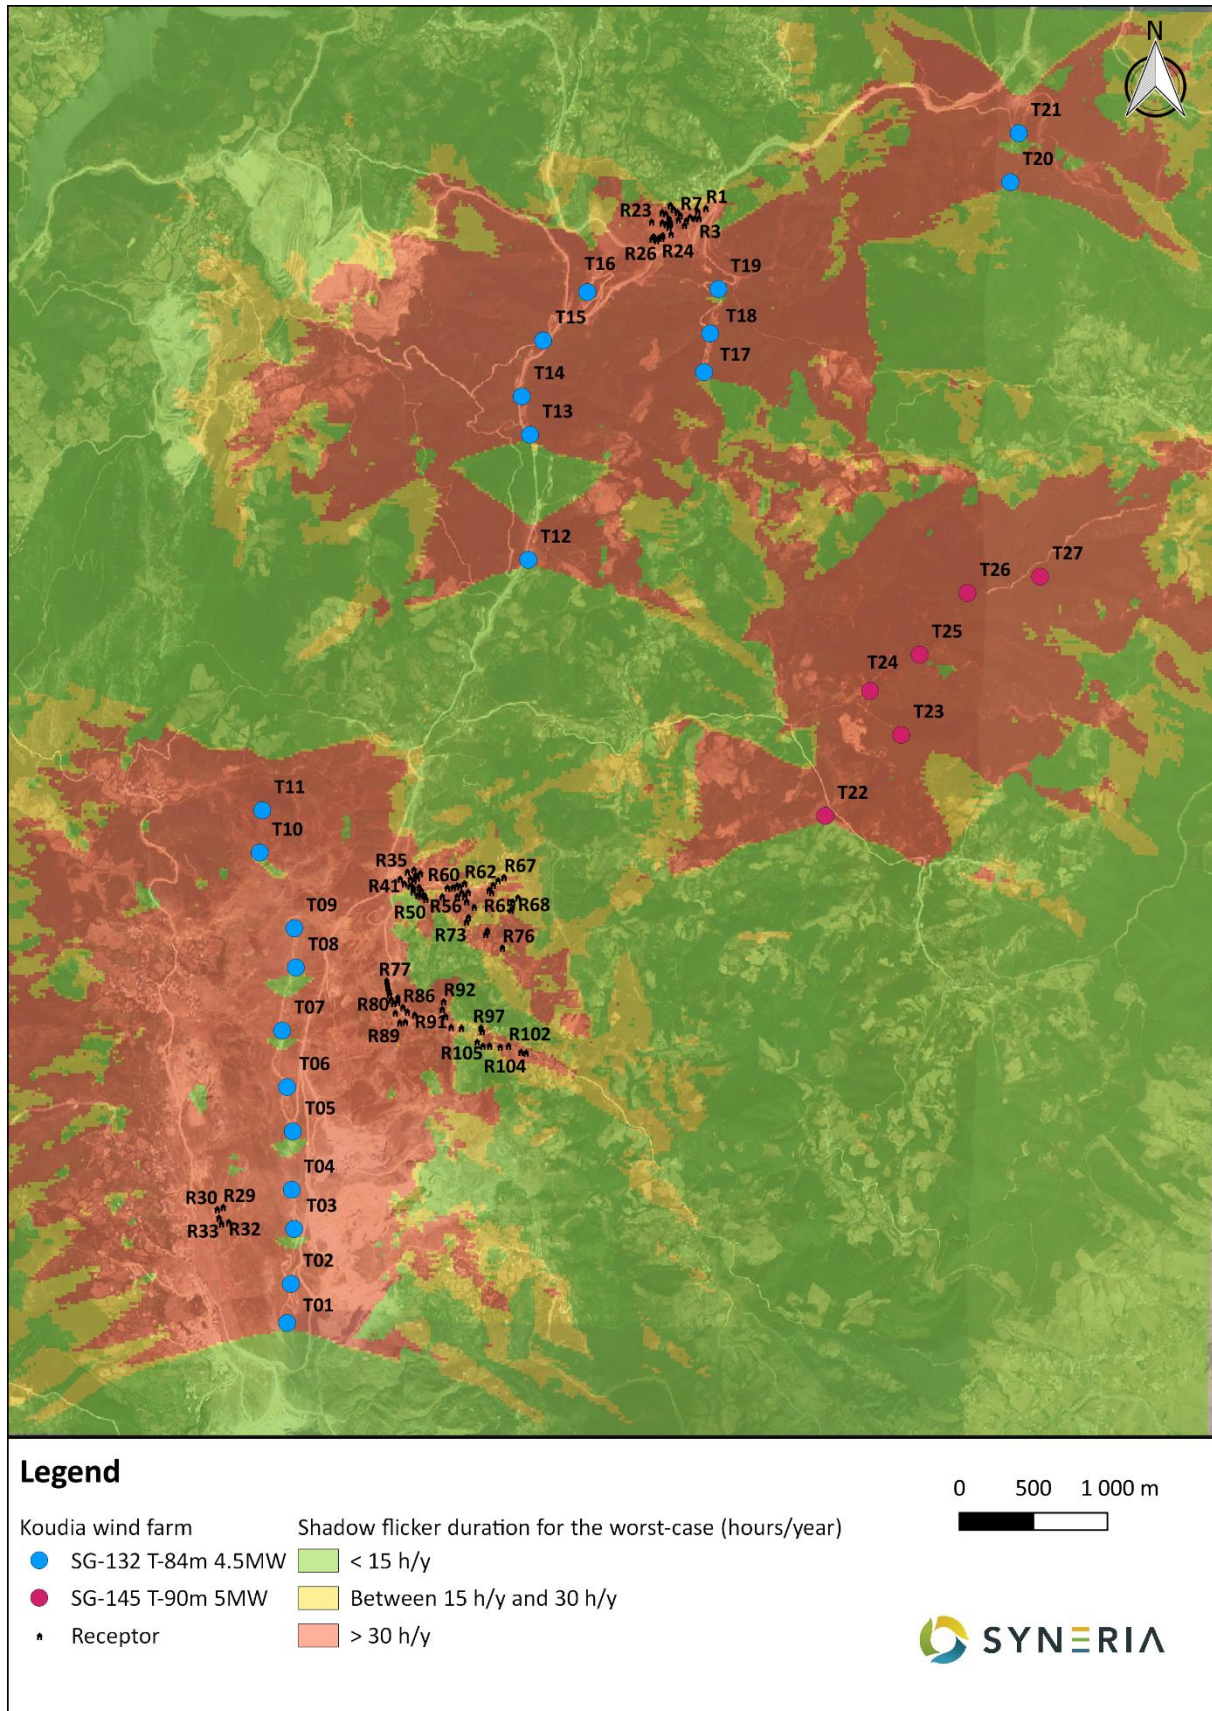 N
T21
T20
R7
R1
R23
R3
R24
R26
T16
T19
T15
T18
T17
T14
T13
T12
T27
T26
T25
T24
T23
T22
T11
T10
R35
R60
R62
R67
R41
R50
R56
R68
R73
R76
T09
T08
R77
R80
R86
R92
R89
R91
R97
R102
R105
R104
T07
T06
T05
T04
R30
R29
T03
R33
R32
T02
T01
Legend
0 500 1 000 m
Koudia wind farm
SG-132 T-84m 4.5MW
SG-145 T-90m 5MW
Receptor
Shadow flicker duration for the worst-case (hours/year)
< 15 h/y
Between 15 h/y and 30 h/y
> 30 h/y
SYNERIA